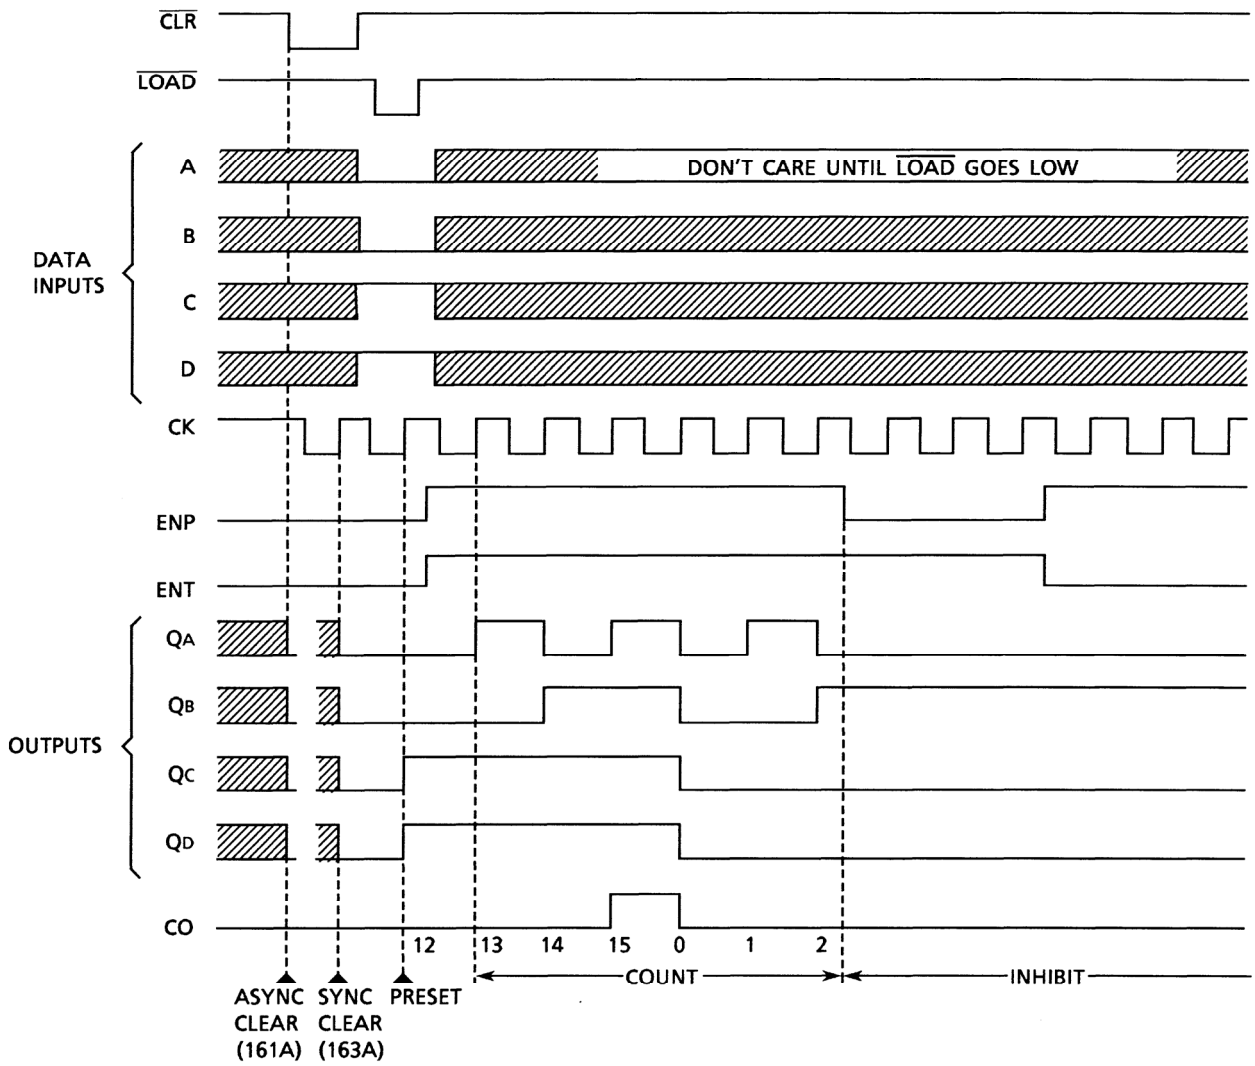 CLR
LOAD
A DON'T CARE UNTIL LOAD GOES LOW
B
DATA
INPUTS
C
D
CK
ENP
ENT
QA
QB
OUTPUTS
QC
QD
CO
12 13 14 15 0 1 2
COUNT INHIBIT
ASYNC SYNC PRESET
CLEAR CLEAR
(161A) (163A)